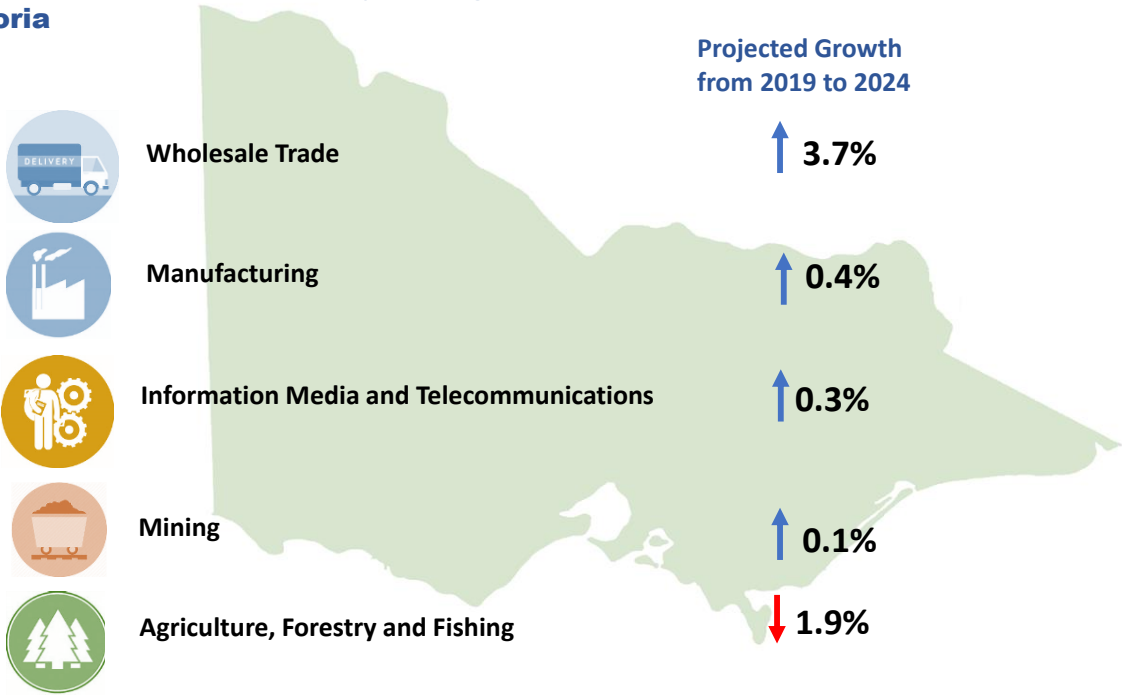 oria
Projected Growth
from 2019 to 2024
DELIVERY
Wholesale Trade
3.7%
Manufacturing
0.4%
Information Media and Telecommunications
0.3%
Mining
0.1%
Agriculture, Forestry and Fishing
1.9%